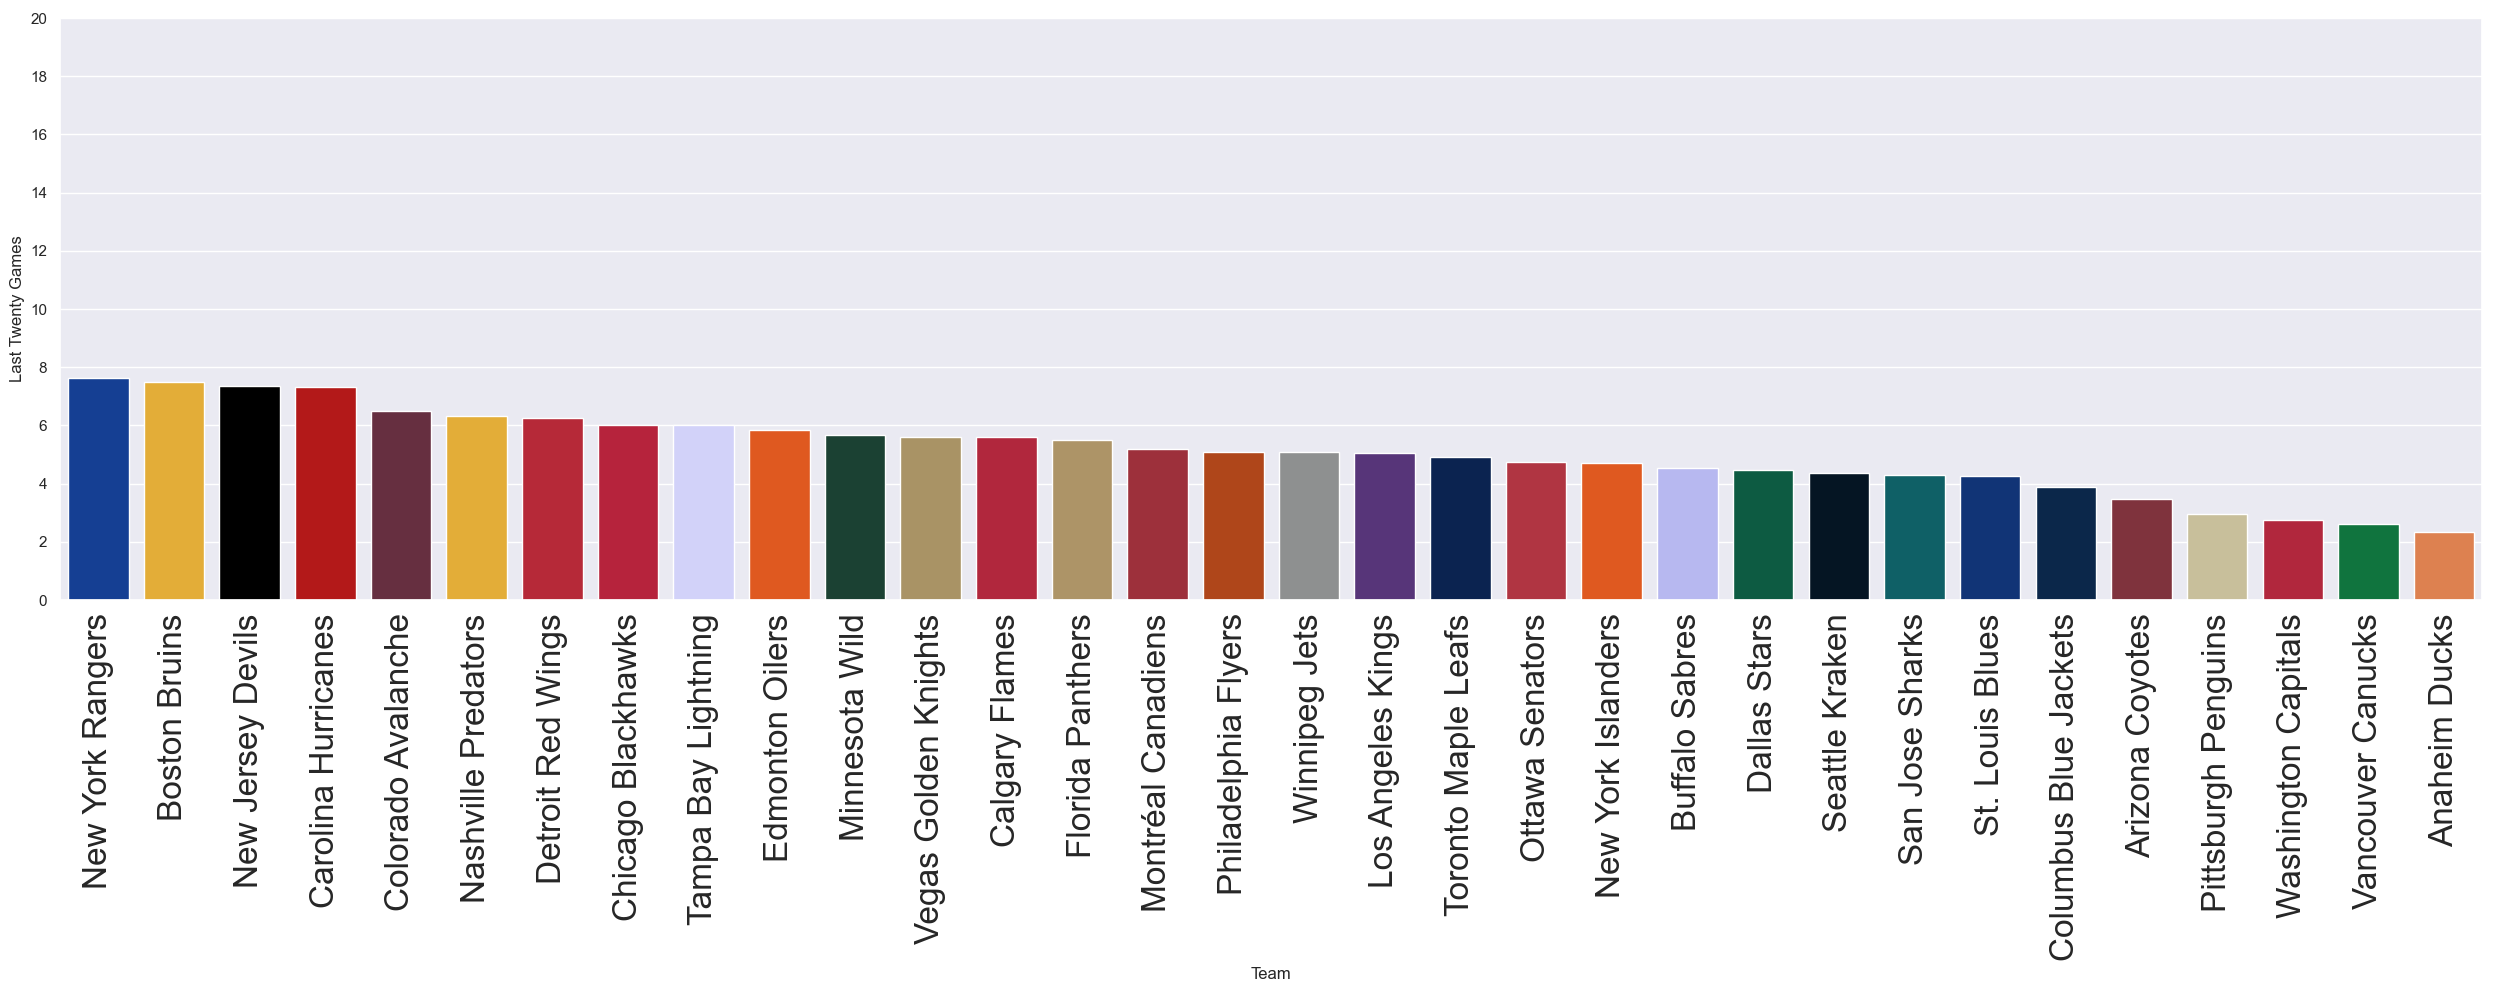 20
18
16
14
12
10
8
6
4
2
0
Last Twenty Games
New York Rangers
Boston Bruins
New Jersey Devils
Carolina Hurricanes
Colorado Avalanche
Nashville Predators
Detroit Red Wings
Chicago Blackhawks
Tampa Bay Lightning
Edmonton Oilers
Minnesota Wild
Vegas Golden Knights
Calgary Flames
Florida Panthers
Montréal Canadiens
Philadelphia Flyers
Winnipeg Jets
Los Angeles Kings
Toronto Maple Leafs
Ottawa Senators
New York Islanders
Buffalo Sabres
Dallas Stars
Seattle Kraken
San Jose Sharks
St. Louis Blues
Columbus Blue Jackets
Arizona Coyotes
Pittsburgh Penguins
Washington Capitals
Vancouver Canucks
Anaheim Ducks
Team